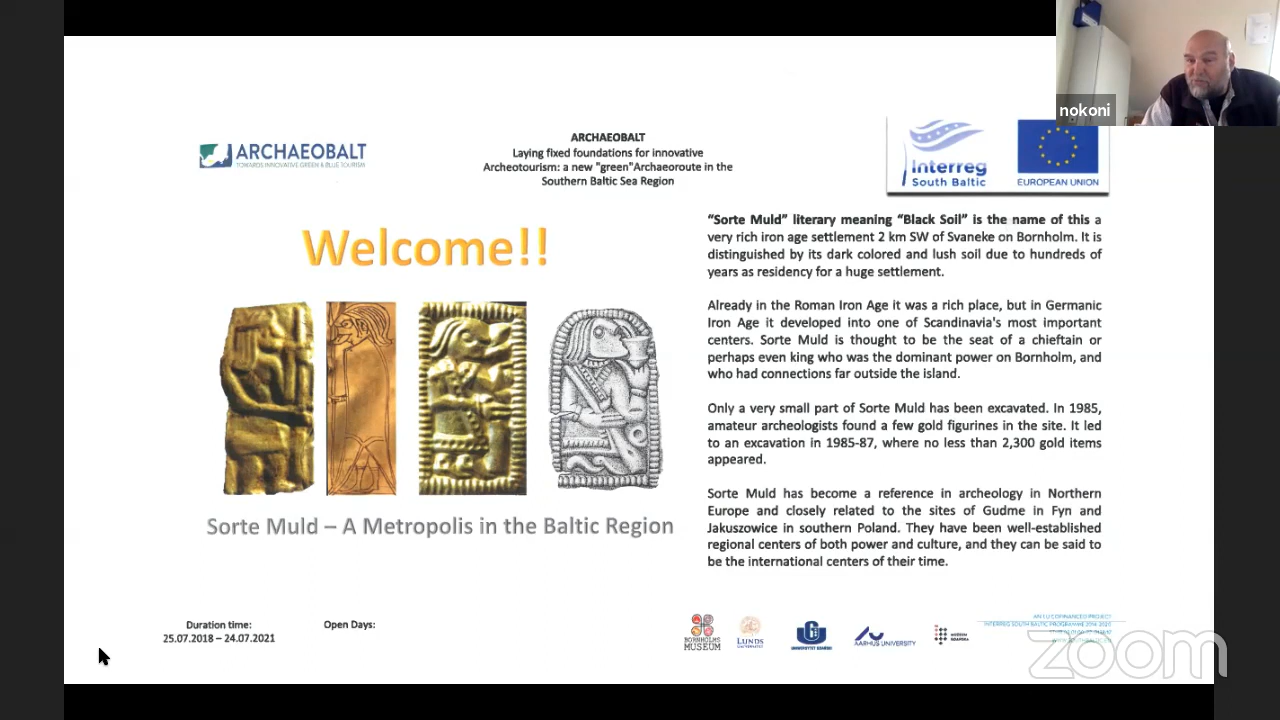 nokoni
ARCHAEOBALT
TOWARDS INNOVATIVE GREEN & BLUE TOURISM
ARCHAEOBALT
Laying fixed foundations for innovative
Archeotourism: a new "green"Archaeoroute in the
Southern Baltic Sea Region
Interreg
South Baltic
EUROPEAN UNION
Welcome!!
Sorte Muld – A Metropolis in the Baltic Region
“Sorte Muld” literary meaning “Black Soil” is the name of this a
very rich iron age settlement 2 km SW of Svaneke on Bornholm. It is
distinguished by its dark colored and lush soil due to hundreds of
years as residency for a huge settlement.
Already in the Roman Iron Age it was a rich place, but in Germanic
Iron Age it developed into one of Scandinavia's most important
centers. Sorte Muld is thought to be the seat of a chieftain or
perhaps even king who was the dominant power on Bornholm, and
who had connections far outside the island.
Only a very small part of Sorte Muld has been excavated. In 1985,
amateur archeologists found a few gold figurines in the site. It led
to an excavation in 1985-87, where no less than 2,300 gold items
appeared.
Sorte Muld has become a reference in archeology in Northern
Europe and closely related to the sites of Gudme in Fyn and
Jakuszowice in southern Poland. They have been well-established
regional centers of both power and culture, and they can be said to
be the international centers of their time.
Duration time:
25.07.2018 – 24.07.2021
Open Days:
BORNHOLMS
MUSEUM
LUNDS
UNIVERSITET
UNIWERSYTET GDAŃSKI
AARHUS UNIVERSITY
zoom